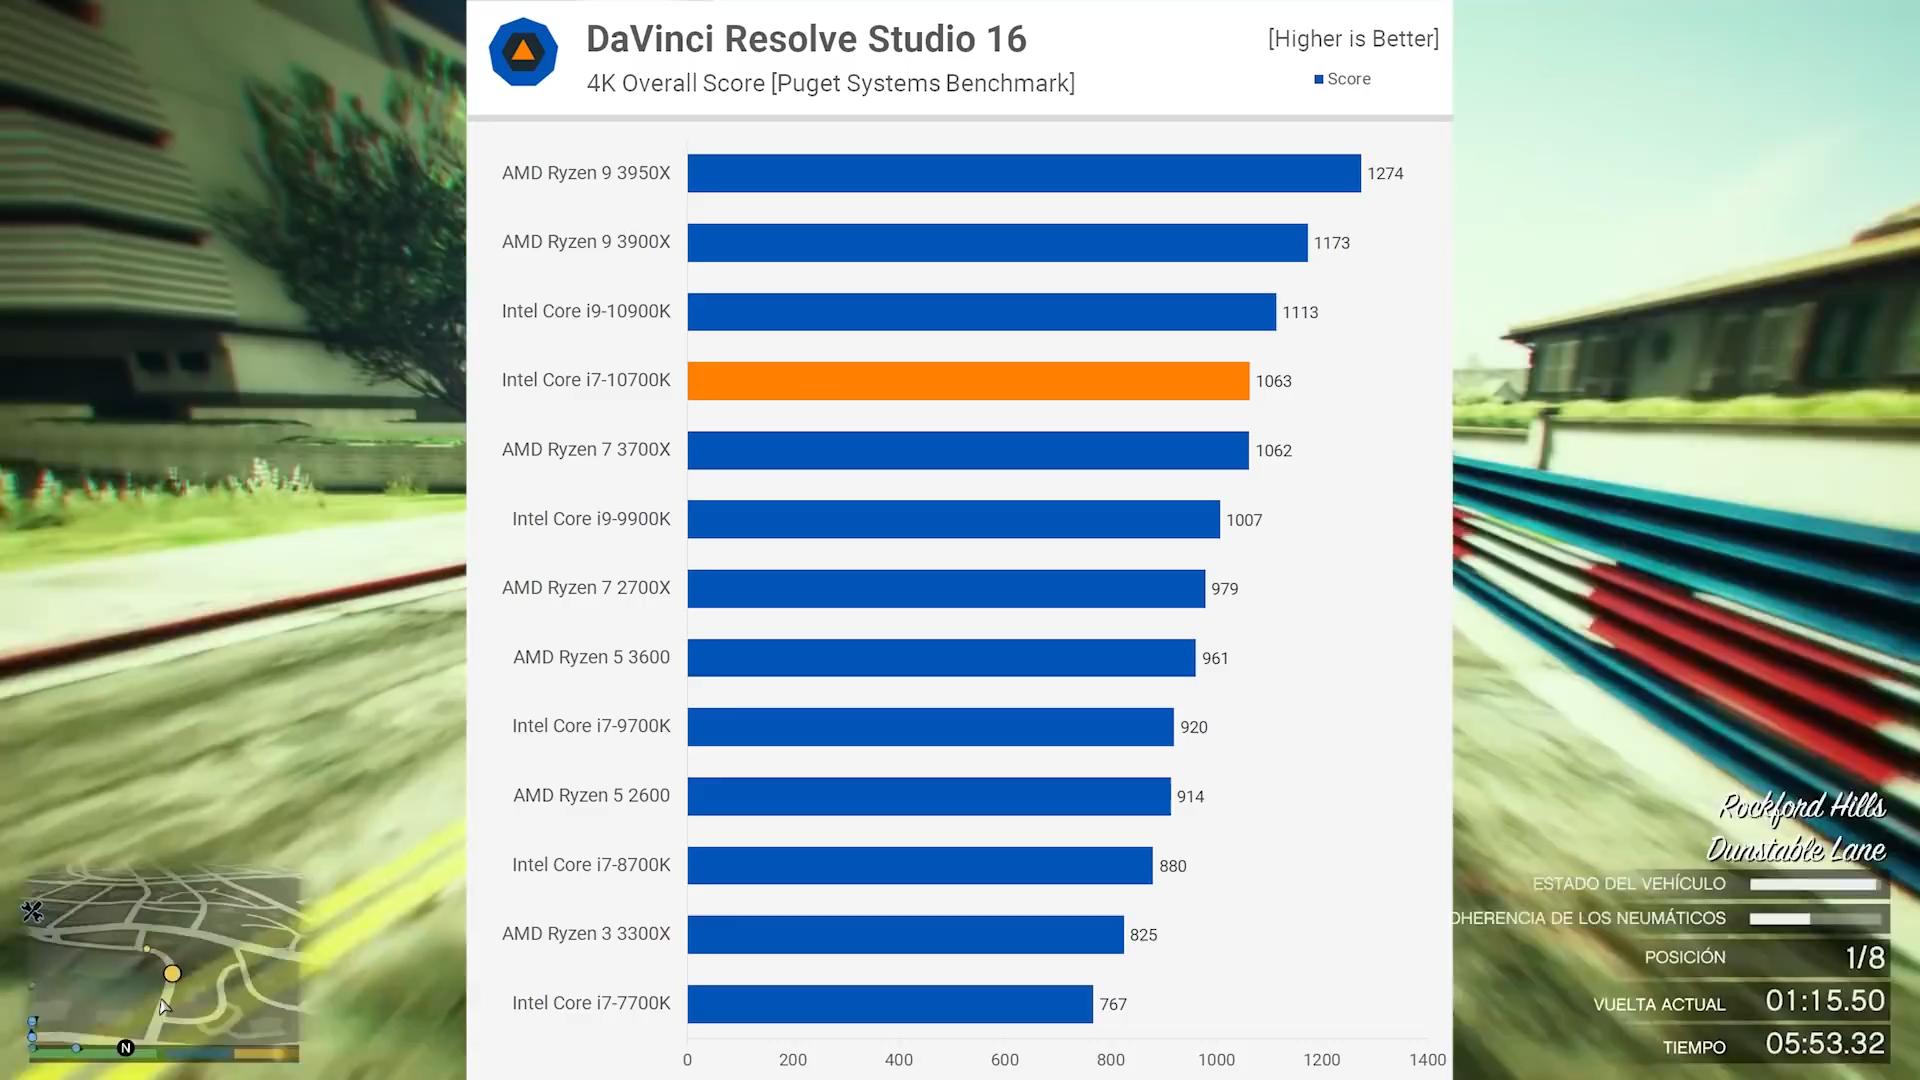 DaVinci Resolve Studio 16
[Higher is Better]
4K Overall Score [Puget Systems Benchmark]
Score
AMD Ryzen 9 3950X 1274
AMD Ryzen 9 3900X 1173
Intel Core i9-10900K 1113
Intel Core i7-10700K 1063
AMD Ryzen 7 3700X 1062
Intel Core i9-9900K 1007
AMD Ryzen 7 2700X 979
AMD Ryzen 5 3600 961
Intel Core i7-9700K 920
AMD Ryzen 5 2600 914
Intel Core i7-8700K 880
AMD Ryzen 3 3300X 825
Intel Core i7-7700K 767
0 200 400 600 800 1000 1200 1400
Rockford Hills
Dunstable Lane
ESTADO DEL VEHÍCULO
DHERENCIA DE LOS NEUMÁTICOS
POSICIÓN 1/8
VUELTA ACTUAL 01:15.50
TIEMPO 05:53.32
N